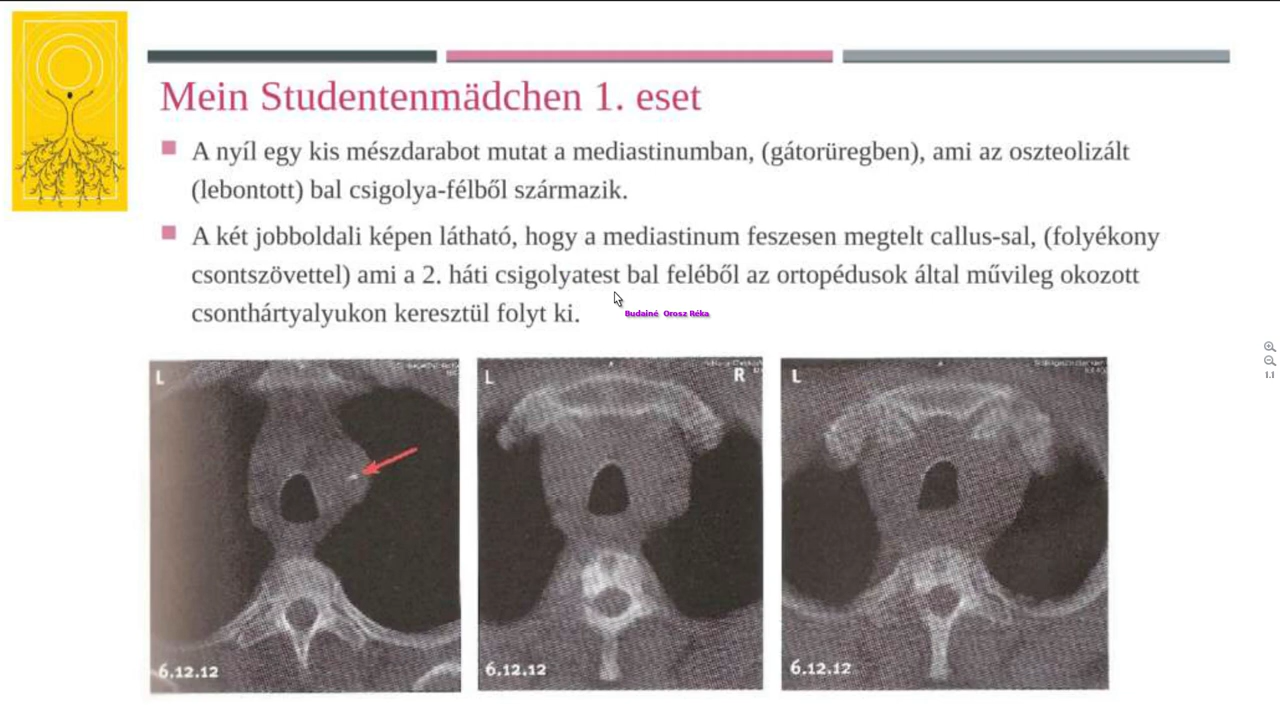 Mein Studentenmädchen 1. eset
A nyíl egy kis mészdarabot mutat a mediastinumban, (gátorüregben), ami az oszteolizált
(lebontott) bal csigolya-félből származik.
A két jobboldali képen látható, hogy a mediastinum feszesen megtelt callus-sal, (folyékony
csontszövettel) ami a 2. háti csigolyatest bal feléből az ortopédusok által művileg okozott
csonthártyalyukon keresztül folyt ki.
Budainé Orosz Réka
1:1
L
L
R
L
6.12.12
6.12.12
6.12.12